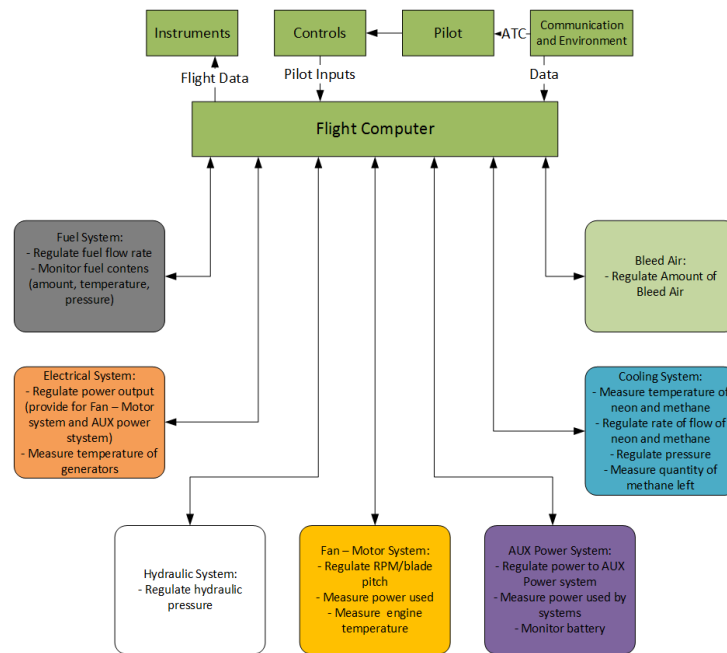 Instruments
Controls
Pilot
ATC
Communication
and Environment
Flight Data
Pilot Inputs
Data
Flight Computer
Fuel System:
- Regulate fuel flow rate
- Monitor fuel contens
(amount, temperature,
pressure)
Bleed Air:
- Regulate Amount of
Bleed Air
Electrical System:
- Regulate power output
(provide for Fan – Motor
system and AUX power
ststem)
- Measure temperature of
generators
Cooling System:
- Measure temperature of
neon and methane
- Regulate rate of flow of
neon and methane
- Regulate pressure
- Measure quantity of
methane left
Hydraulic System:
- Regulate hydraulic
pressure
Fan – Motor System:
- Regulate RPM/blade
pitch
- Measure power used
- Measure engine
temperature
AUX Power System:
- Regulate power to AUX
Power system
- Measure power used by
systems
- Monitor battery